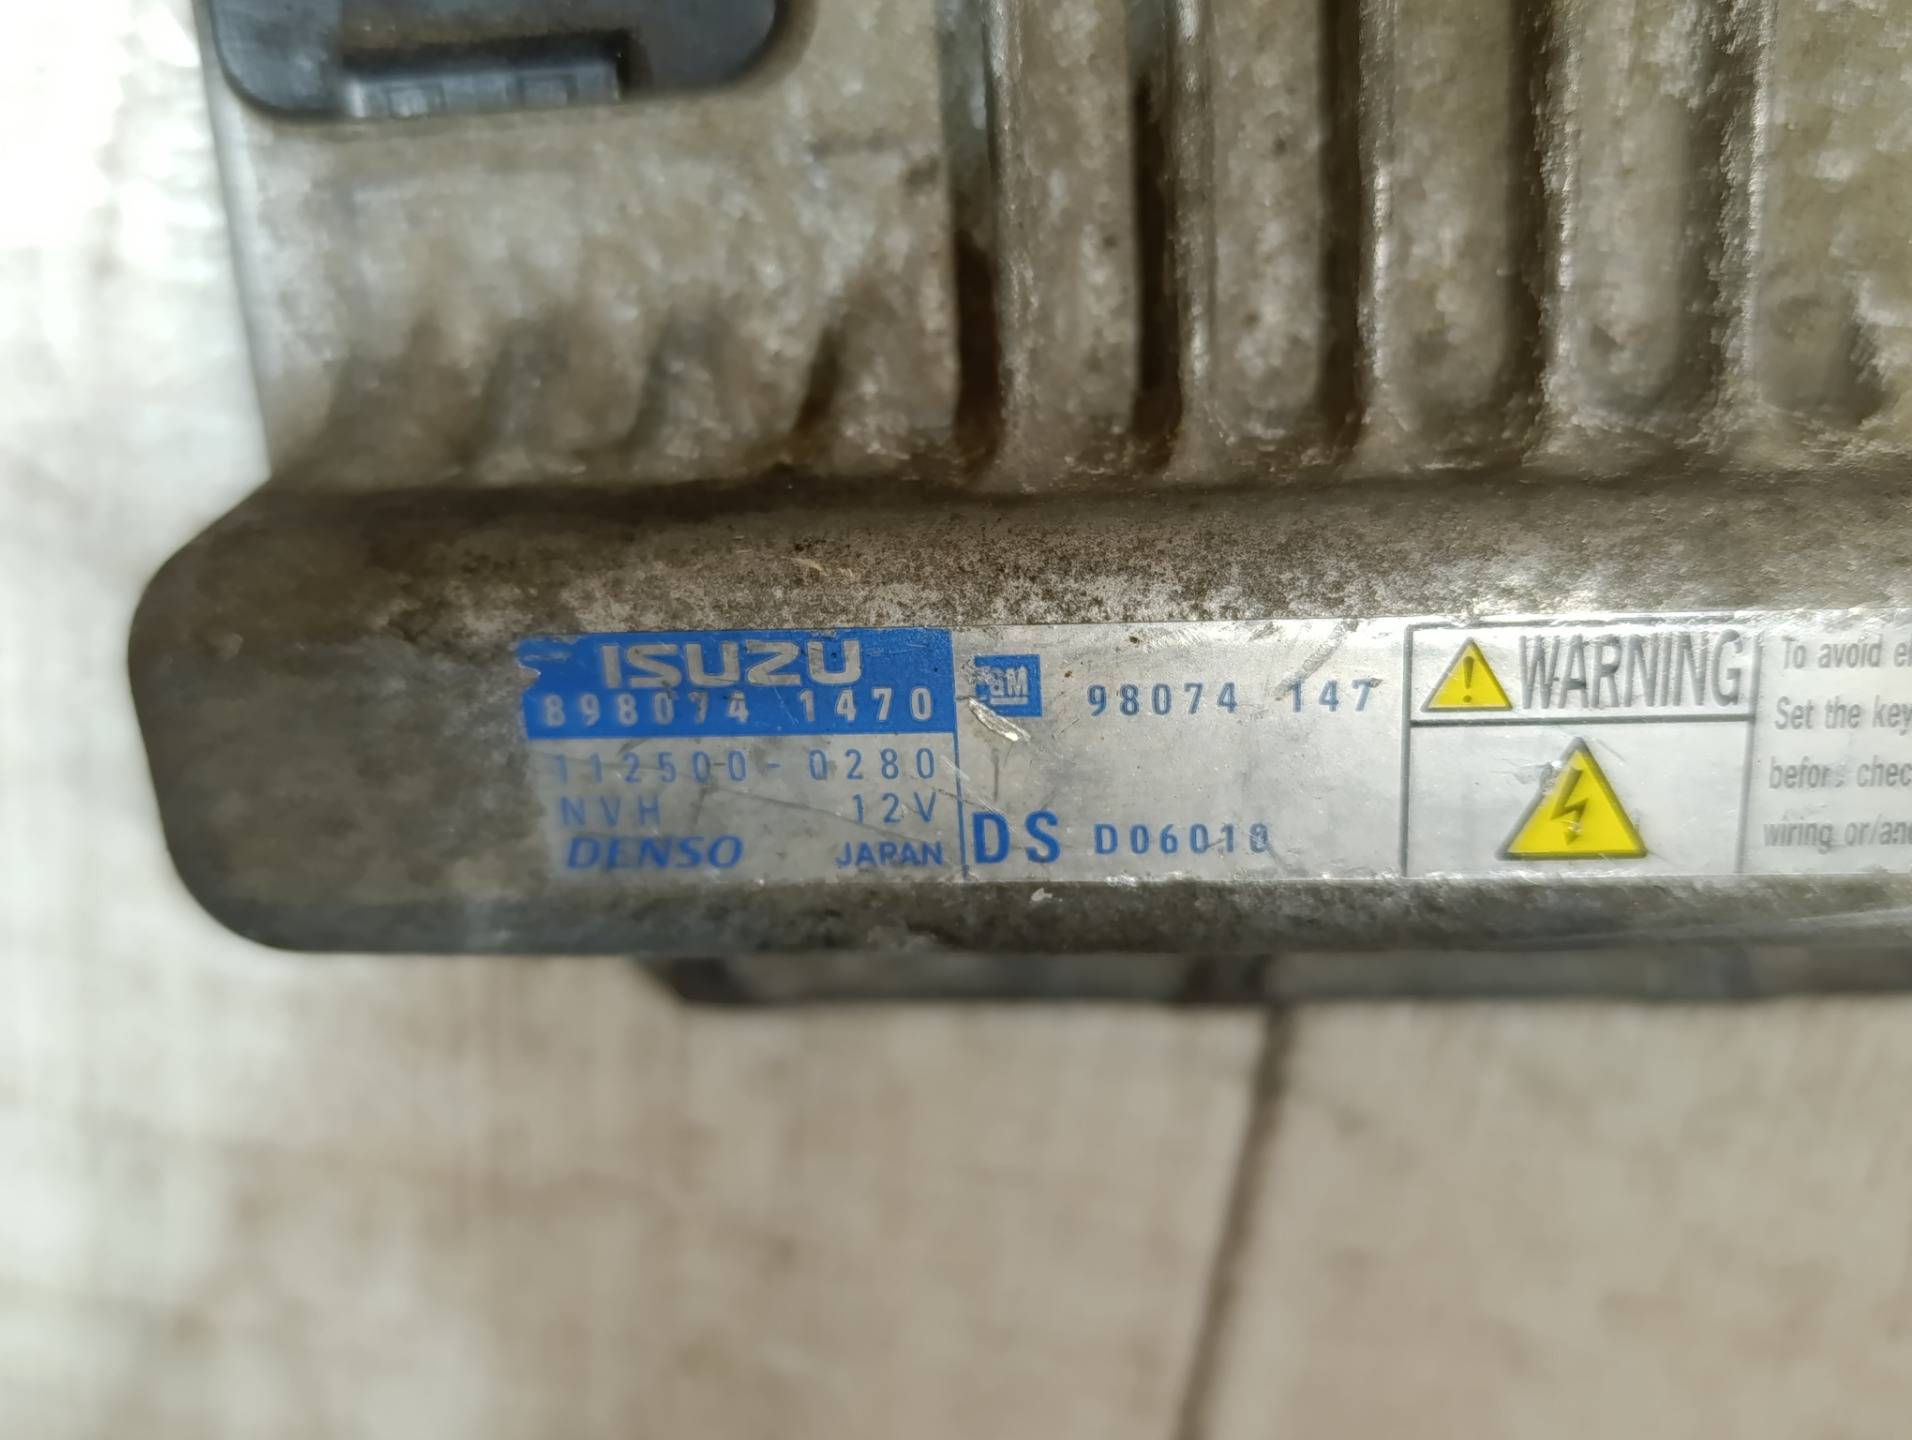 ISUZU
898074 1470
112500-0280
NVH 12V
DENSO JAPAN
GM 98074 147
DS D06010
WARNING
To avoid el
Set the key
before chec
wiring or/and